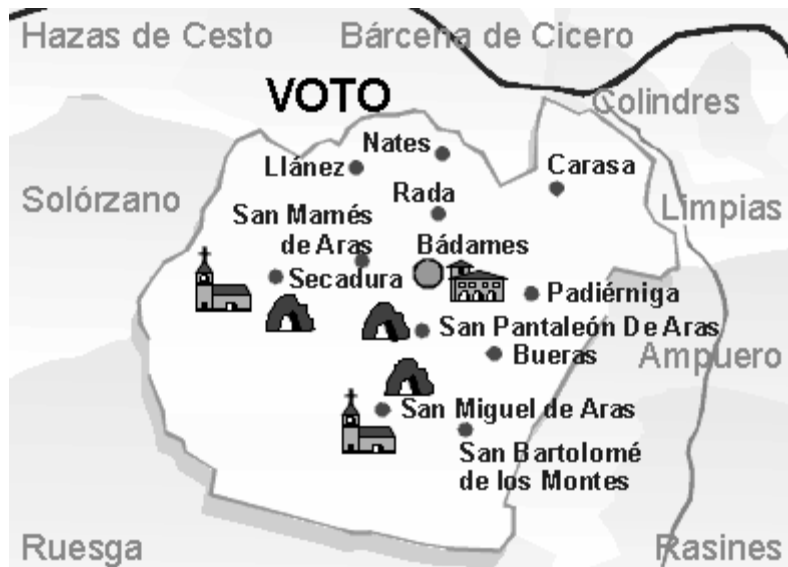 Hazas de Cesto
Bárcena de Cicero
VOTO
Colindres
Nates
Llánez
Carasa
Solórzano
Rada
Limpias
San Mamés
de Aras
Bádames
Secadura
Padiérniga
San Pantaleón De Aras
Bueras
Ampuero
San Miguel de Aras
San Bartolomé
de los Montes
Ruesga
Rasines